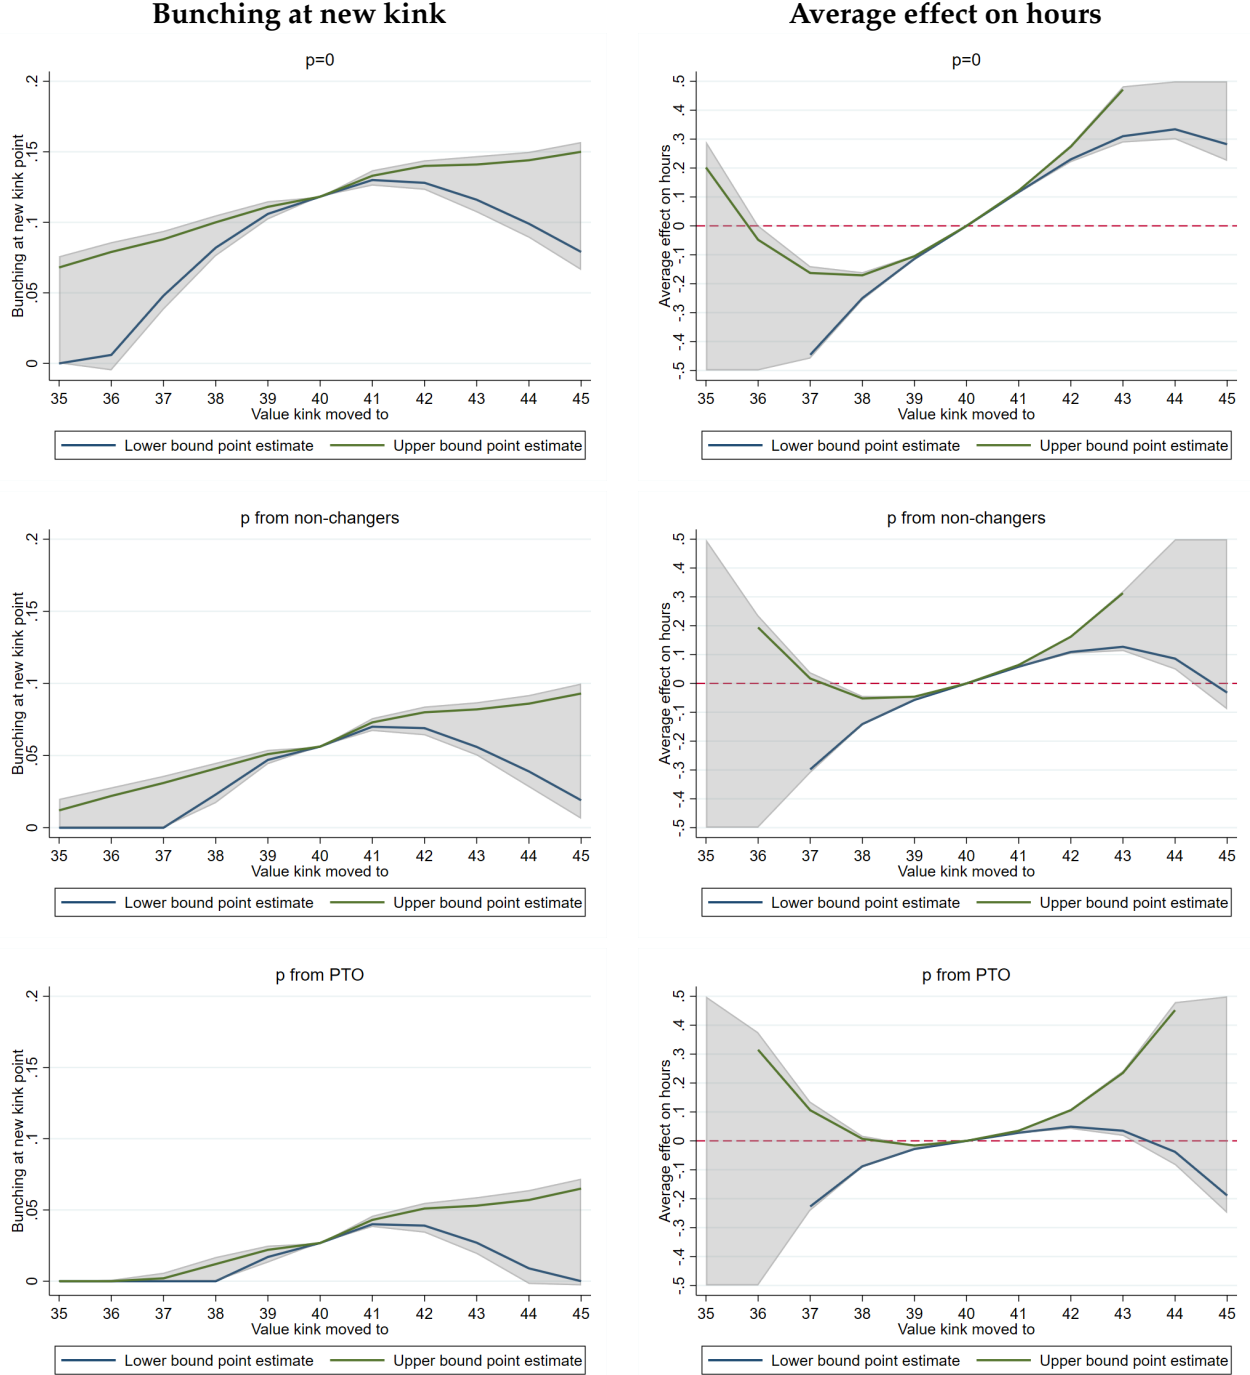 Bunching at new kink
Average effect on hours
p=0
Bunching at new kink point
0 .05 .1 .15 .2
35 36 37 38 39 40 41 42 43 44 45
Value kink moved to
Lower bound point estimate Upper bound point estimate
p=0
Average effect on hours
-.5 -.4 -.3 -.2 -.1 0 .1 .2 .3 .4 .5
35 36 37 38 39 40 41 42 43 44 45
Value kink moved to
Lower bound point estimate Upper bound point estimate
p from non-changers
Bunching at new kink point
0 .05 .1 .15 .2
35 36 37 38 39 40 41 42 43 44 45
Value kink moved to
Lower bound point estimate Upper bound point estimate
p from non-changers
Average effect on hours
-.5 -.4 -.3 -.2 -.1 0 .1 .2 .3 .4 .5
35 36 37 38 39 40 41 42 43 44 45
Value kink moved to
Lower bound point estimate Upper bound point estimate
p from PTO
Bunching at new kink point
0 .05 .1 .15 .2
35 36 37 38 39 40 41 42 43 44 45
Value kink moved to
Lower bound point estimate Upper bound point estimate
p from PTO
Average effect on hours
-.5 -.4 -.3 -.2 -.1 0 .1 .2 .3 .4 .5
35 36 37 38 39 40 41 42 43 44 45
Value kink moved to
Lower bound point estimate Upper bound point estimate